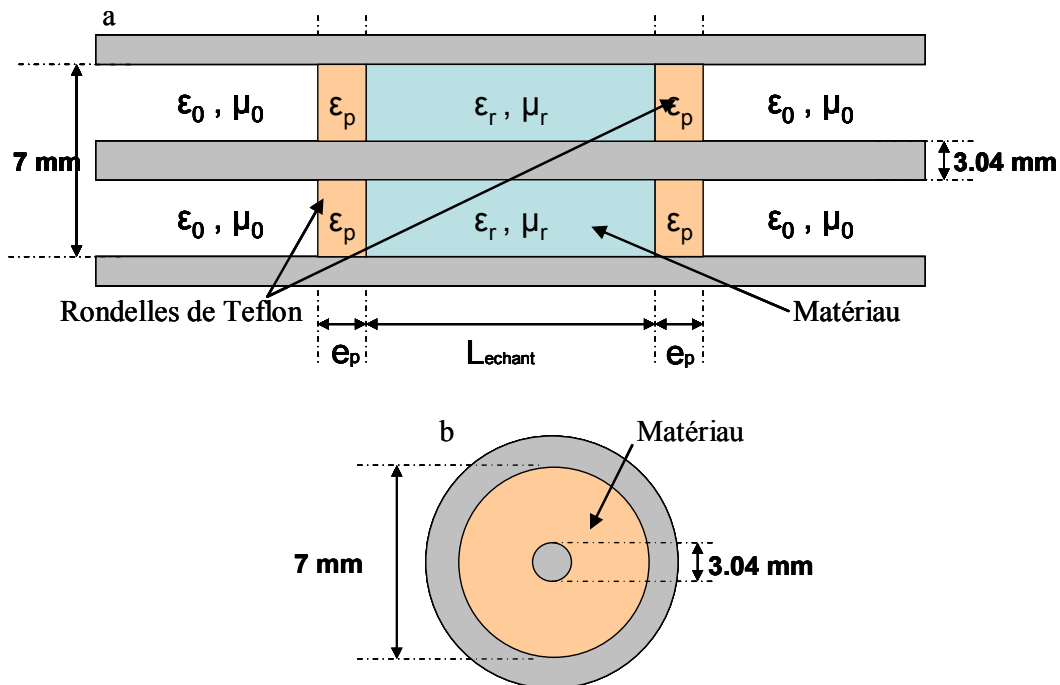 a
ε₀ , μ₀
εₚ
εᵣ , μᵣ
εₚ
ε₀ , μ₀
7 mm
3.04 mm
ε₀ , μ₀
εₚ
εᵣ , μᵣ
εₚ
ε₀ , μ₀
Rondelles de Teflon
Matériau
eₚ
Lechant
eₚ
b
Matériau
7 mm
3.04 mm